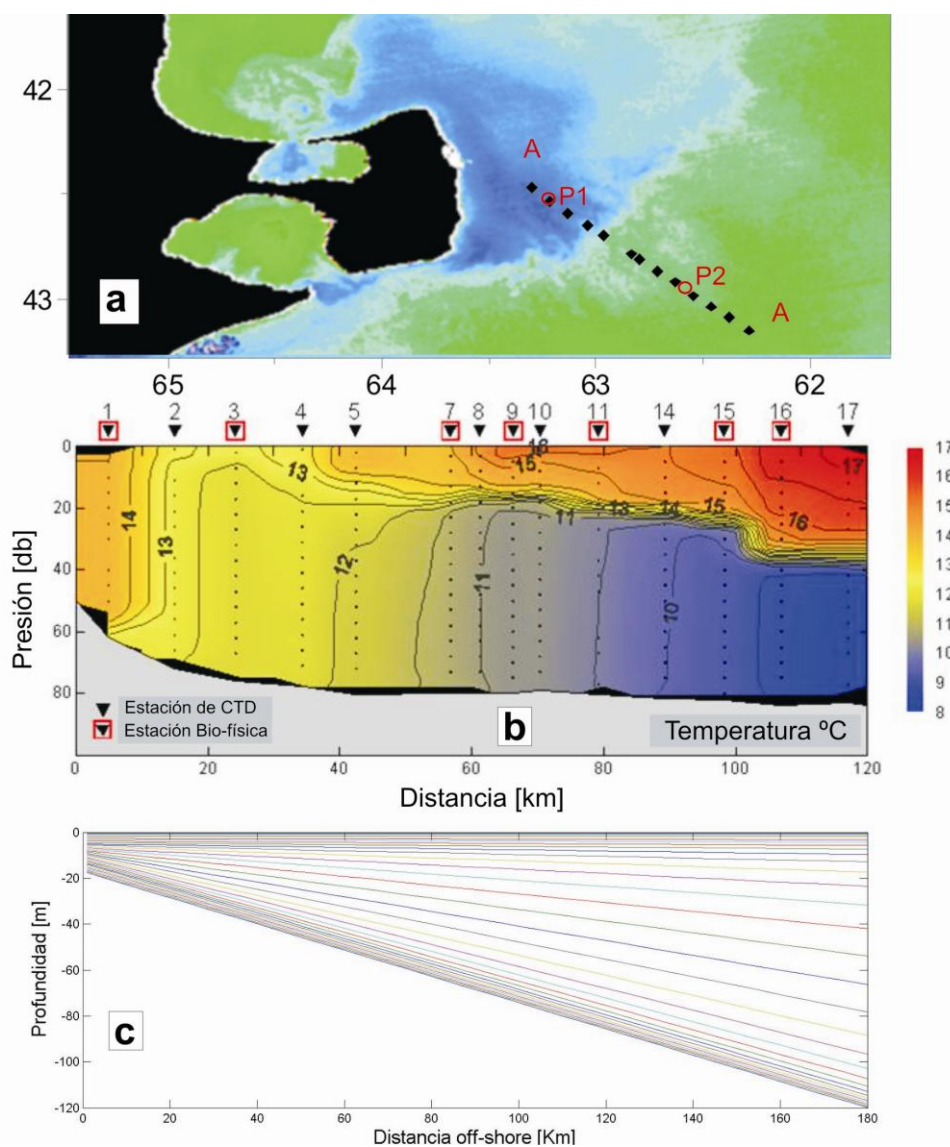 42
43
A
P1
P2
A
a
65 64 63 62
1 2 3 4 5 7 8 9 10 11 14 15 16 17
0
20
40
60
80
Presión [db]
14
13
13
12
11
16
15
11
13
14
15
10
16
17
Estación de CTD
Estación Bio-física
b
Temperatura ºC
0 20 40 60 80 100 120
Distancia [km]
17
16
15
14
13
12
11
10
9
8
0
-20
-40
-60
-80
-100
-120
Profundidad [m]
c
0 20 40 60 80 100 120 140 160 180
Distancia off-shore [Km]